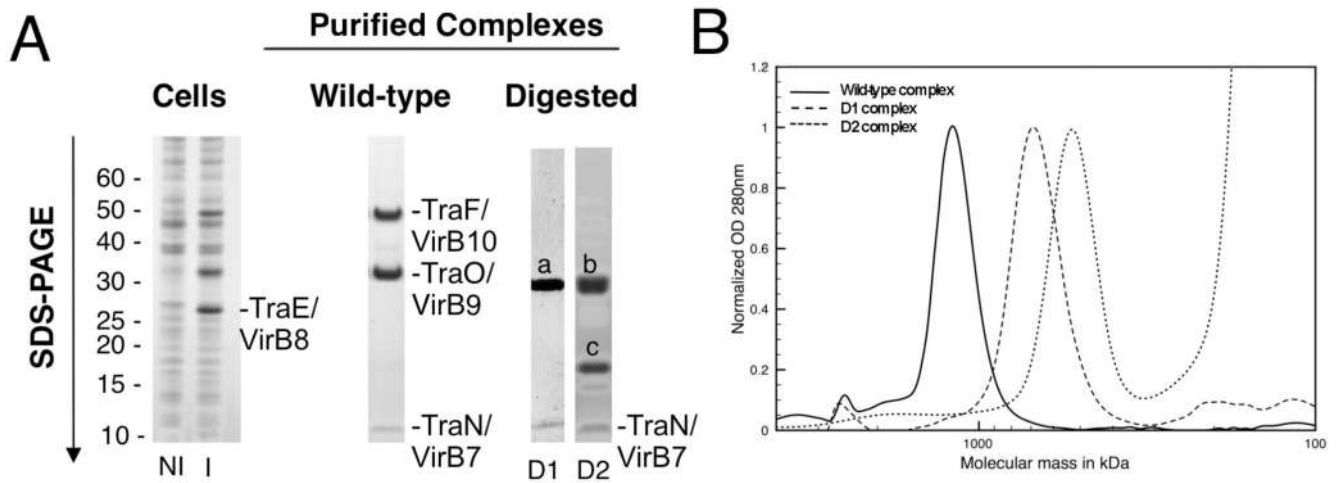 A
Purified Complexes
Cells
Wild-type
Digested
SDS-PAGE
60 -
50 -
40 -
30 -
25 -
20 -
15 -
10 -
-TraE/
VirB8
-TraF/
VirB10
-TraO/
VirB9
-TraN/
VirB7
a
b
c
-TraN/
VirB7
NI
I
D1
D2
B
Wild-type complex
D1 complex
D2 complex
Normalized OD 280nm
1.2
1
0.8
0.6
0.4
0.2
0
1000
100
Molecular mass in kDa